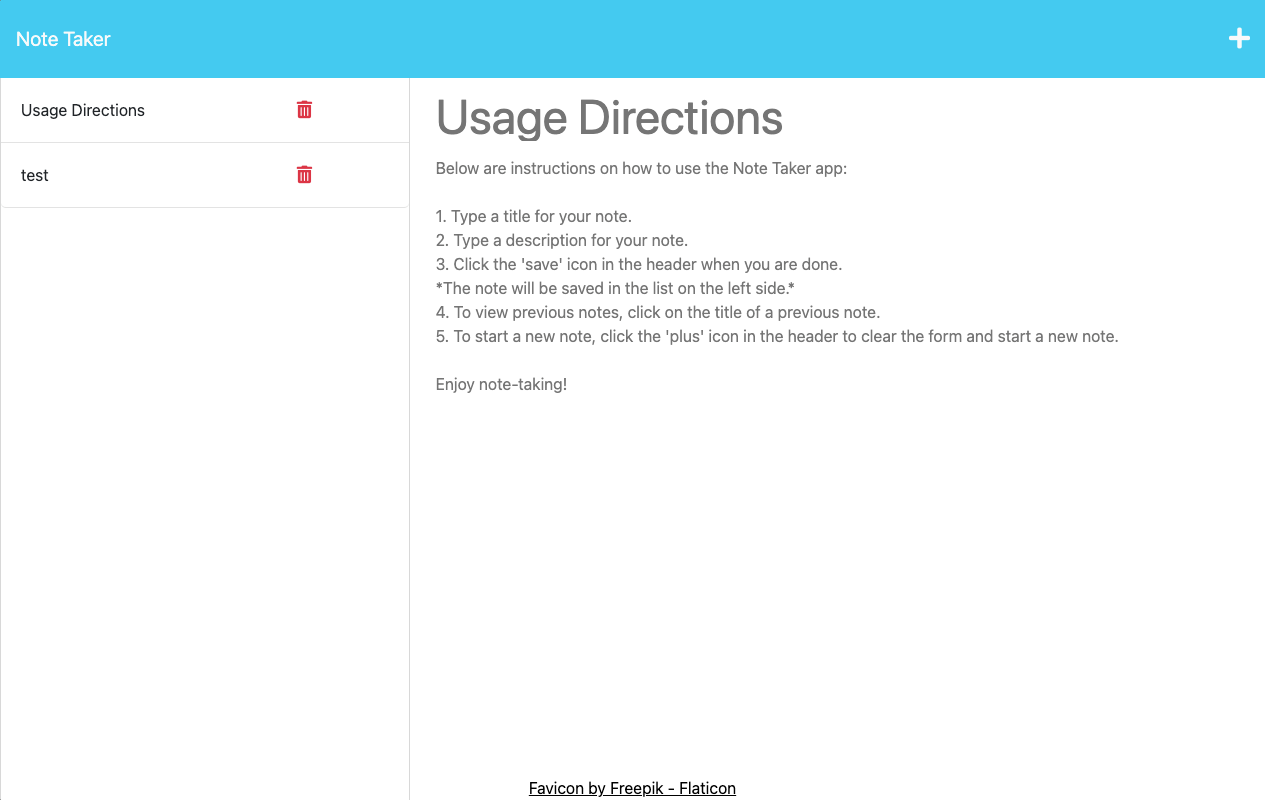 Note Taker
Usage Directions
test
Usage Directions
Below are instructions on how to use the Note Taker app:
1. Type a title for your note.
2. Type a description for your note.
3. Click the 'save' icon in the header when you are done.
*The note will be saved in the list on the left side.*
4. To view previous notes, click on the title of a previous note.
5. To start a new note, click the 'plus' icon in the header to clear the form and start a new note.
Enjoy note-taking!
Favicon by Freepik - Flaticon